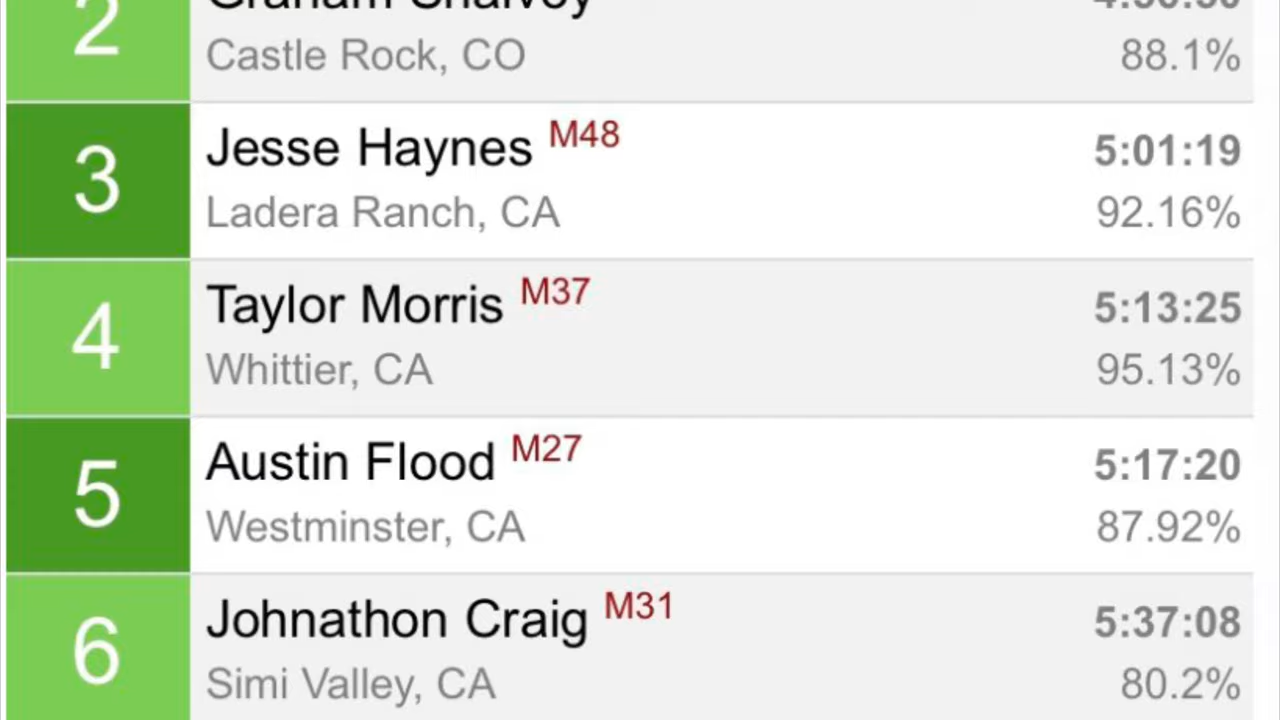 2
Castle Rock, CO
88.1%
3
Jesse Haynes M48
5:01:19
Ladera Ranch, CA
92.16%
4
Taylor Morris M37
5:13:25
Whittier, CA
95.13%
5
Austin Flood M27
5:17:20
Westminster, CA
87.92%
6
Johnathon Craig M31
5:37:08
Simi Valley, CA
80.2%